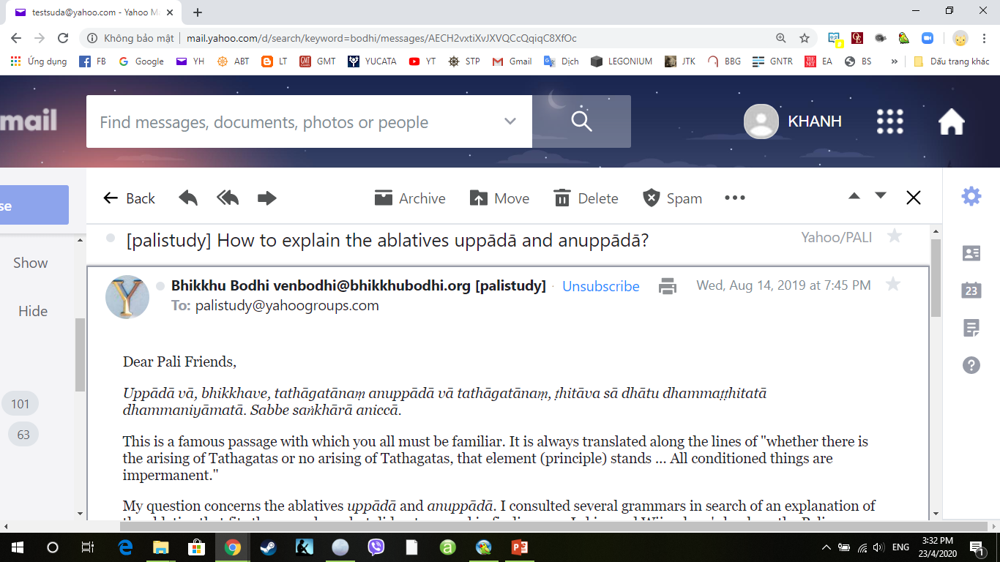 testsuda@yahoo.com - Yahoo M
Không bảo mật | mail.yahoo.com/d/search/keyword=bodhi/messages/AECH2vxtiXvJXVQCcQqiqC8XfOc
Ứng dụng FB Google YH ABT LT GMT YUCATA YT STP Gmail Dịch LEGONIUM JTK BBG GNTR EA BS » Dấu trang khác
mail Find messages, documents, photos or people KHANH
se Back Archive Move Delete Spam
[palistudy] How to explain the ablatives uppādā and anuppādā? Yahoo/PALI
Show
Hide
101
63
Bhikkhu Bodhi venbodhi@bhikkhubodhi.org [palistudy] · Unsubscribe Wed, Aug 14, 2019 at 7:45 PM
To: palistudy@yahoogroups.com
23
Dear Pali Friends,
Uppādā vā, bhikkhave, tathāgatānaṃ anuppādā vā tathāgatānaṃ, ṭhitāva sā dhātu dhammaṭṭhitatā
dhammaniyāmatā. Sabbe saṅkhārā aniccā.
This is a famous passage with which you all must be familiar. It is always translated along the lines of "whether there is
the arising of Tathagatas or no arising of Tathagatas, that element (principle) stands ... All conditioned things are
impermanent."
My question concerns the ablatives uppādā and anuppādā. I consulted several grammars in search of an explanation of
ENG 3:32 PM
23/4/2020
1